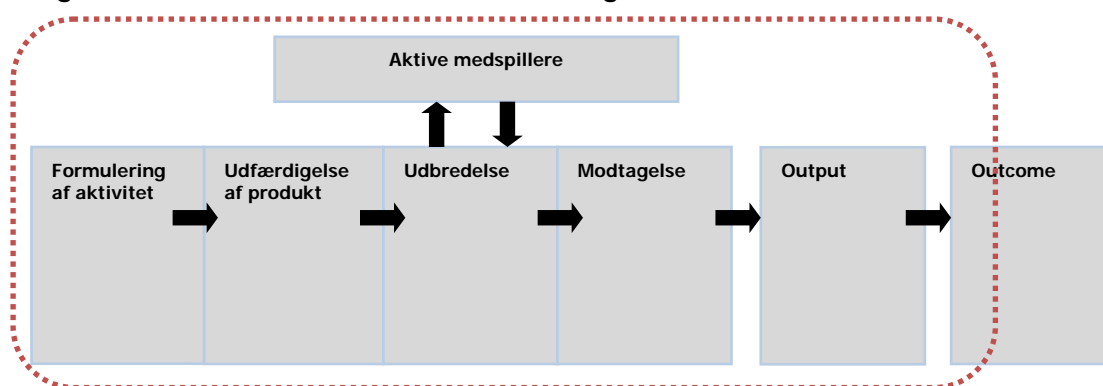 Aktive medspillere
Formulering
af aktivitet
Udfærdigelse
af produkt
Udbredelse
Modtagelse
Output
Outcome